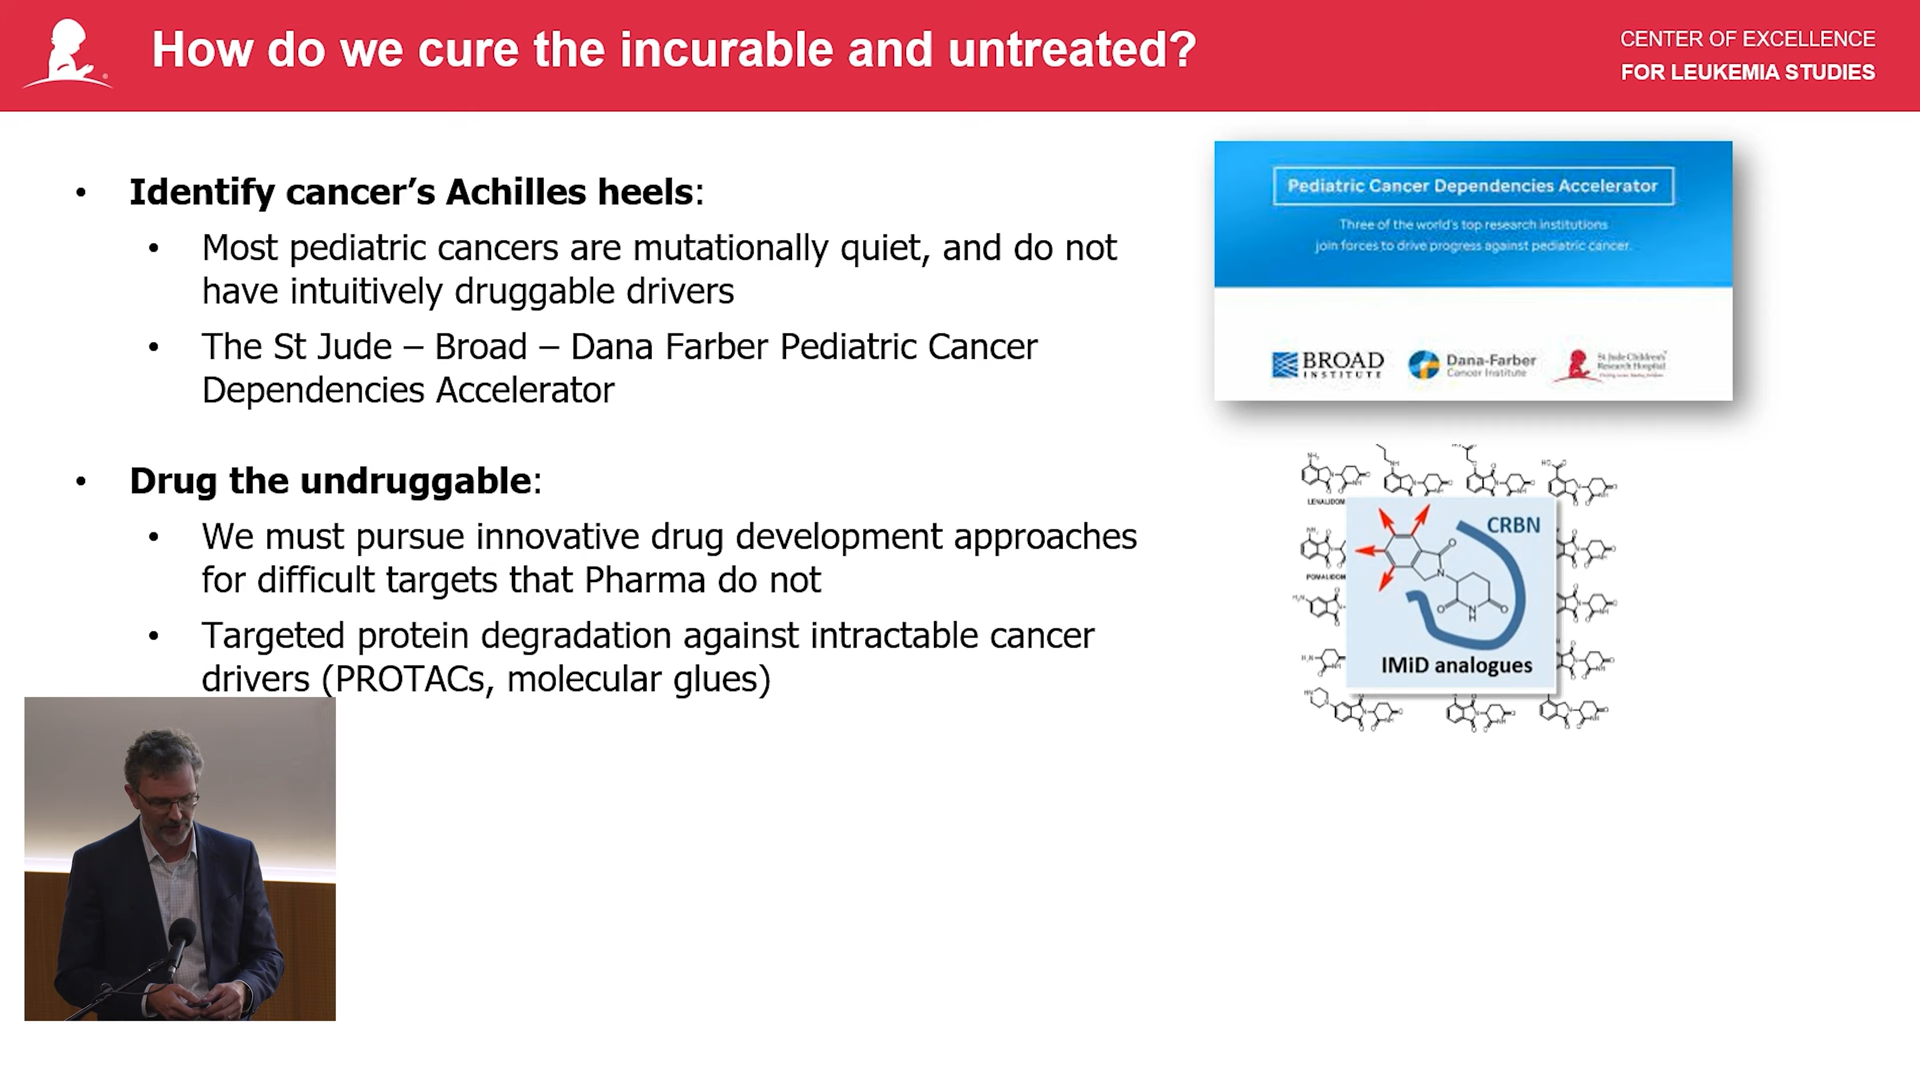 How do we cure the incurable and untreated?
CENTER OF EXCELLENCE
FOR LEUKEMIA STUDIES
• Identify cancer’s Achilles heels:
• Most pediatric cancers are mutationally quiet, and do not
have intuitively druggable drivers
• The St Jude – Broad – Dana Farber Pediatric Cancer
Dependencies Accelerator
• Drug the undruggable:
• We must pursue innovative drug development approaches
for difficult targets that Pharma do not
• Targeted protein degradation against intractable cancer
drivers (PROTACs, molecular glues)
Pediatric Cancer Dependencies Accelerator
Three of the world's top research institutions
join forces to drive progress against pediatric cancer.
BROAD
INSTITUTE
Dana-Farber
Cancer Institute
St Jude Children's
Research Hospital
LENALIDOM
POMALIDOM
CRBN
O
N
O
N
H
O
IMiD analogues